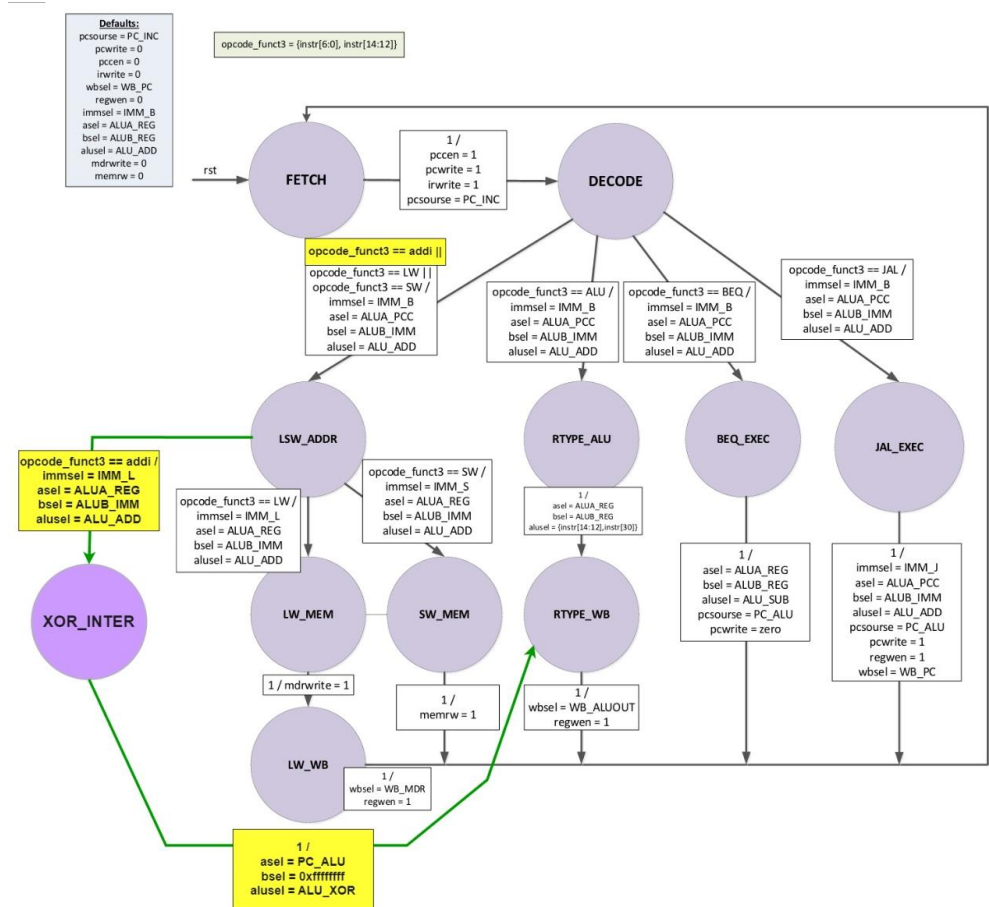 Defaults:
pcsourse = PC_INC
pcwrite = 0
pccen = 0
irwrite = 0
wbsel = WB_PC
regwen = 0
immsel = IMM_B
asel = ALUA_REG
bsel = ALUB_REG
alusel = ALU_ADD
mdrwrite = 0
memrw = 0
opcode_funct3 = {instr[6:0], instr[14:12]}
rst
FETCH
1 /
pccen = 1
pcwrite = 1
irwrite = 1
pcsourse = PC_INC
DECODE
opcode_funct3 == addi ||
opcode_funct3 == LW ||
opcode_funct3 == SW /
immsel = IMM_B
asel = ALUA_PCC
bsel = ALUB_IMM
alusel = ALU_ADD
opcode_funct3 == ALU /
immsel = IMM_B
asel = ALUA_PCC
bsel = ALUB_IMM
alusel = ALU_ADD
opcode_funct3 == BEQ /
immsel = IMM_B
asel = ALUA_PCC
bsel = ALUB_IMM
alusel = ALU_ADD
opcode_funct3 == JAL /
immsel = IMM_B
asel = ALUA_PCC
bsel = ALUB_IMM
alusel = ALU_ADD
LSW_ADDR
RTYPE_ALU
BEQ_EXEC
JAL_EXEC
opcode_funct3 == addi /
immsel = IMM_L
asel = ALUA_REG
bsel = ALUB_IMM
alusel = ALU_ADD
opcode_funct3 == LW /
immsel = IMM_L
asel = ALUA_REG
bsel = ALUB_IMM
alusel = ALU_ADD
opcode_funct3 == SW /
immsel = IMM_S
asel = ALUA_REG
bsel = ALUB_IMM
alusel = ALU_ADD
1 /
asel = ALUA_REG
bsel = ALUB_REG
alusel = {instr[14:12],instr[30]}
1 /
asel = ALUA_REG
bsel = ALUB_REG
alusel = ALU_SUB
pcsourse = PC_ALU
pcwrite = zero
1 /
immsel = IMM_J
asel = ALUA_PCC
bsel = ALUB_IMM
alusel = ALU_ADD
pcsourse = PC_ALU
pcwrite = 1
regwen = 1
wbsel = WB_PC
XOR_INTER
LW_MEM
SW_MEM
RTYPE_WB
1 / mdrwrite = 1
1 /
memrw = 1
1 /
wbsel = WB_ALUOUT
regwen = 1
LW_WB
1 /
wbsel = WB_MDR
regwen = 1
1 /
asel = PC_ALU
bsel = 0xffffffff
alusel = ALU_XOR